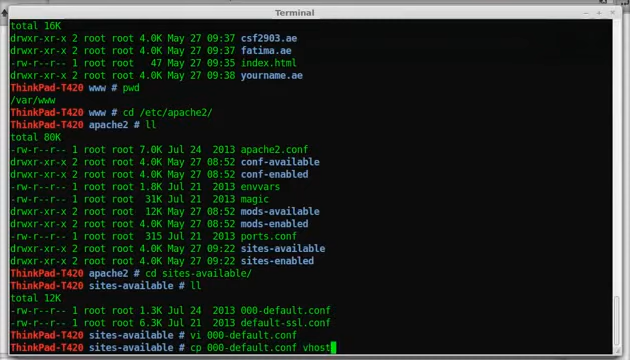 Terminal
total 16K
drwxr-xr-x 2 root root 4.0K May 27 09:37 csf2903.ae
drwxr-xr-x 2 root root 4.0K May 27 09:37 fatima.ae
-rw-r--r-- 1 root root   47 May 27 09:35 index.html
drwxr-xr-x 2 root root 4.0K May 27 09:38 yourname.ae
ThinkPad-T420 www # pwd
/var/www
ThinkPad-T420 www # cd /etc/apache2/
ThinkPad-T420 apache2 # ll
total 80K
-rw-r--r-- 1 root root 7.0K Jul 24  2013 apache2.conf
drwxr-xr-x 2 root root 4.0K May 27 08:52 conf-available
drwxr-xr-x 2 root root 4.0K May 27 08:52 conf-enabled
-rw-r--r-- 1 root root 1.8K Jul 21  2013 envvars
-rw-r--r-- 1 root root  31K Jul 21  2013 magic
drwxr-xr-x 2 root root  12K May 27 08:52 mods-available
drwxr-xr-x 2 root root 4.0K May 27 08:52 mods-enabled
-rw-r--r-- 1 root root  315 Jul 21  2013 ports.conf
drwxr-xr-x 2 root root 4.0K May 27 09:22 sites-available
drwxr-xr-x 2 root root 4.0K May 27 09:22 sites-enabled
ThinkPad-T420 apache2 # cd sites-available/
ThinkPad-T420 sites-available # ll
total 12K
-rw-r--r-- 1 root root 1.3K Jul 24  2013 000-default.conf
-rw-r--r-- 1 root root 6.3K Jul 21  2013 default-ssl.conf
ThinkPad-T420 sites-available # vi 000-default.conf
ThinkPad-T420 sites-available # cp 000-default.conf vhost